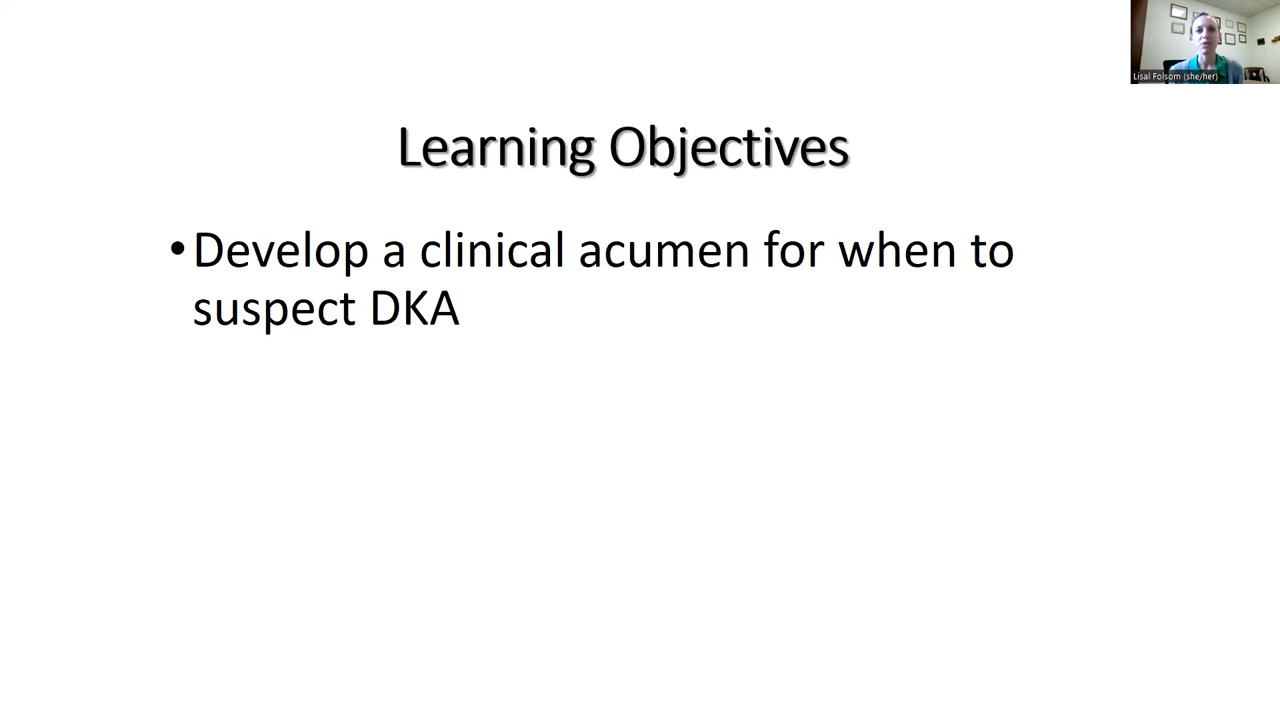 Lisal Folsom (she/her)
Learning Objectives
•Develop a clinical acumen for when to
suspect DKA